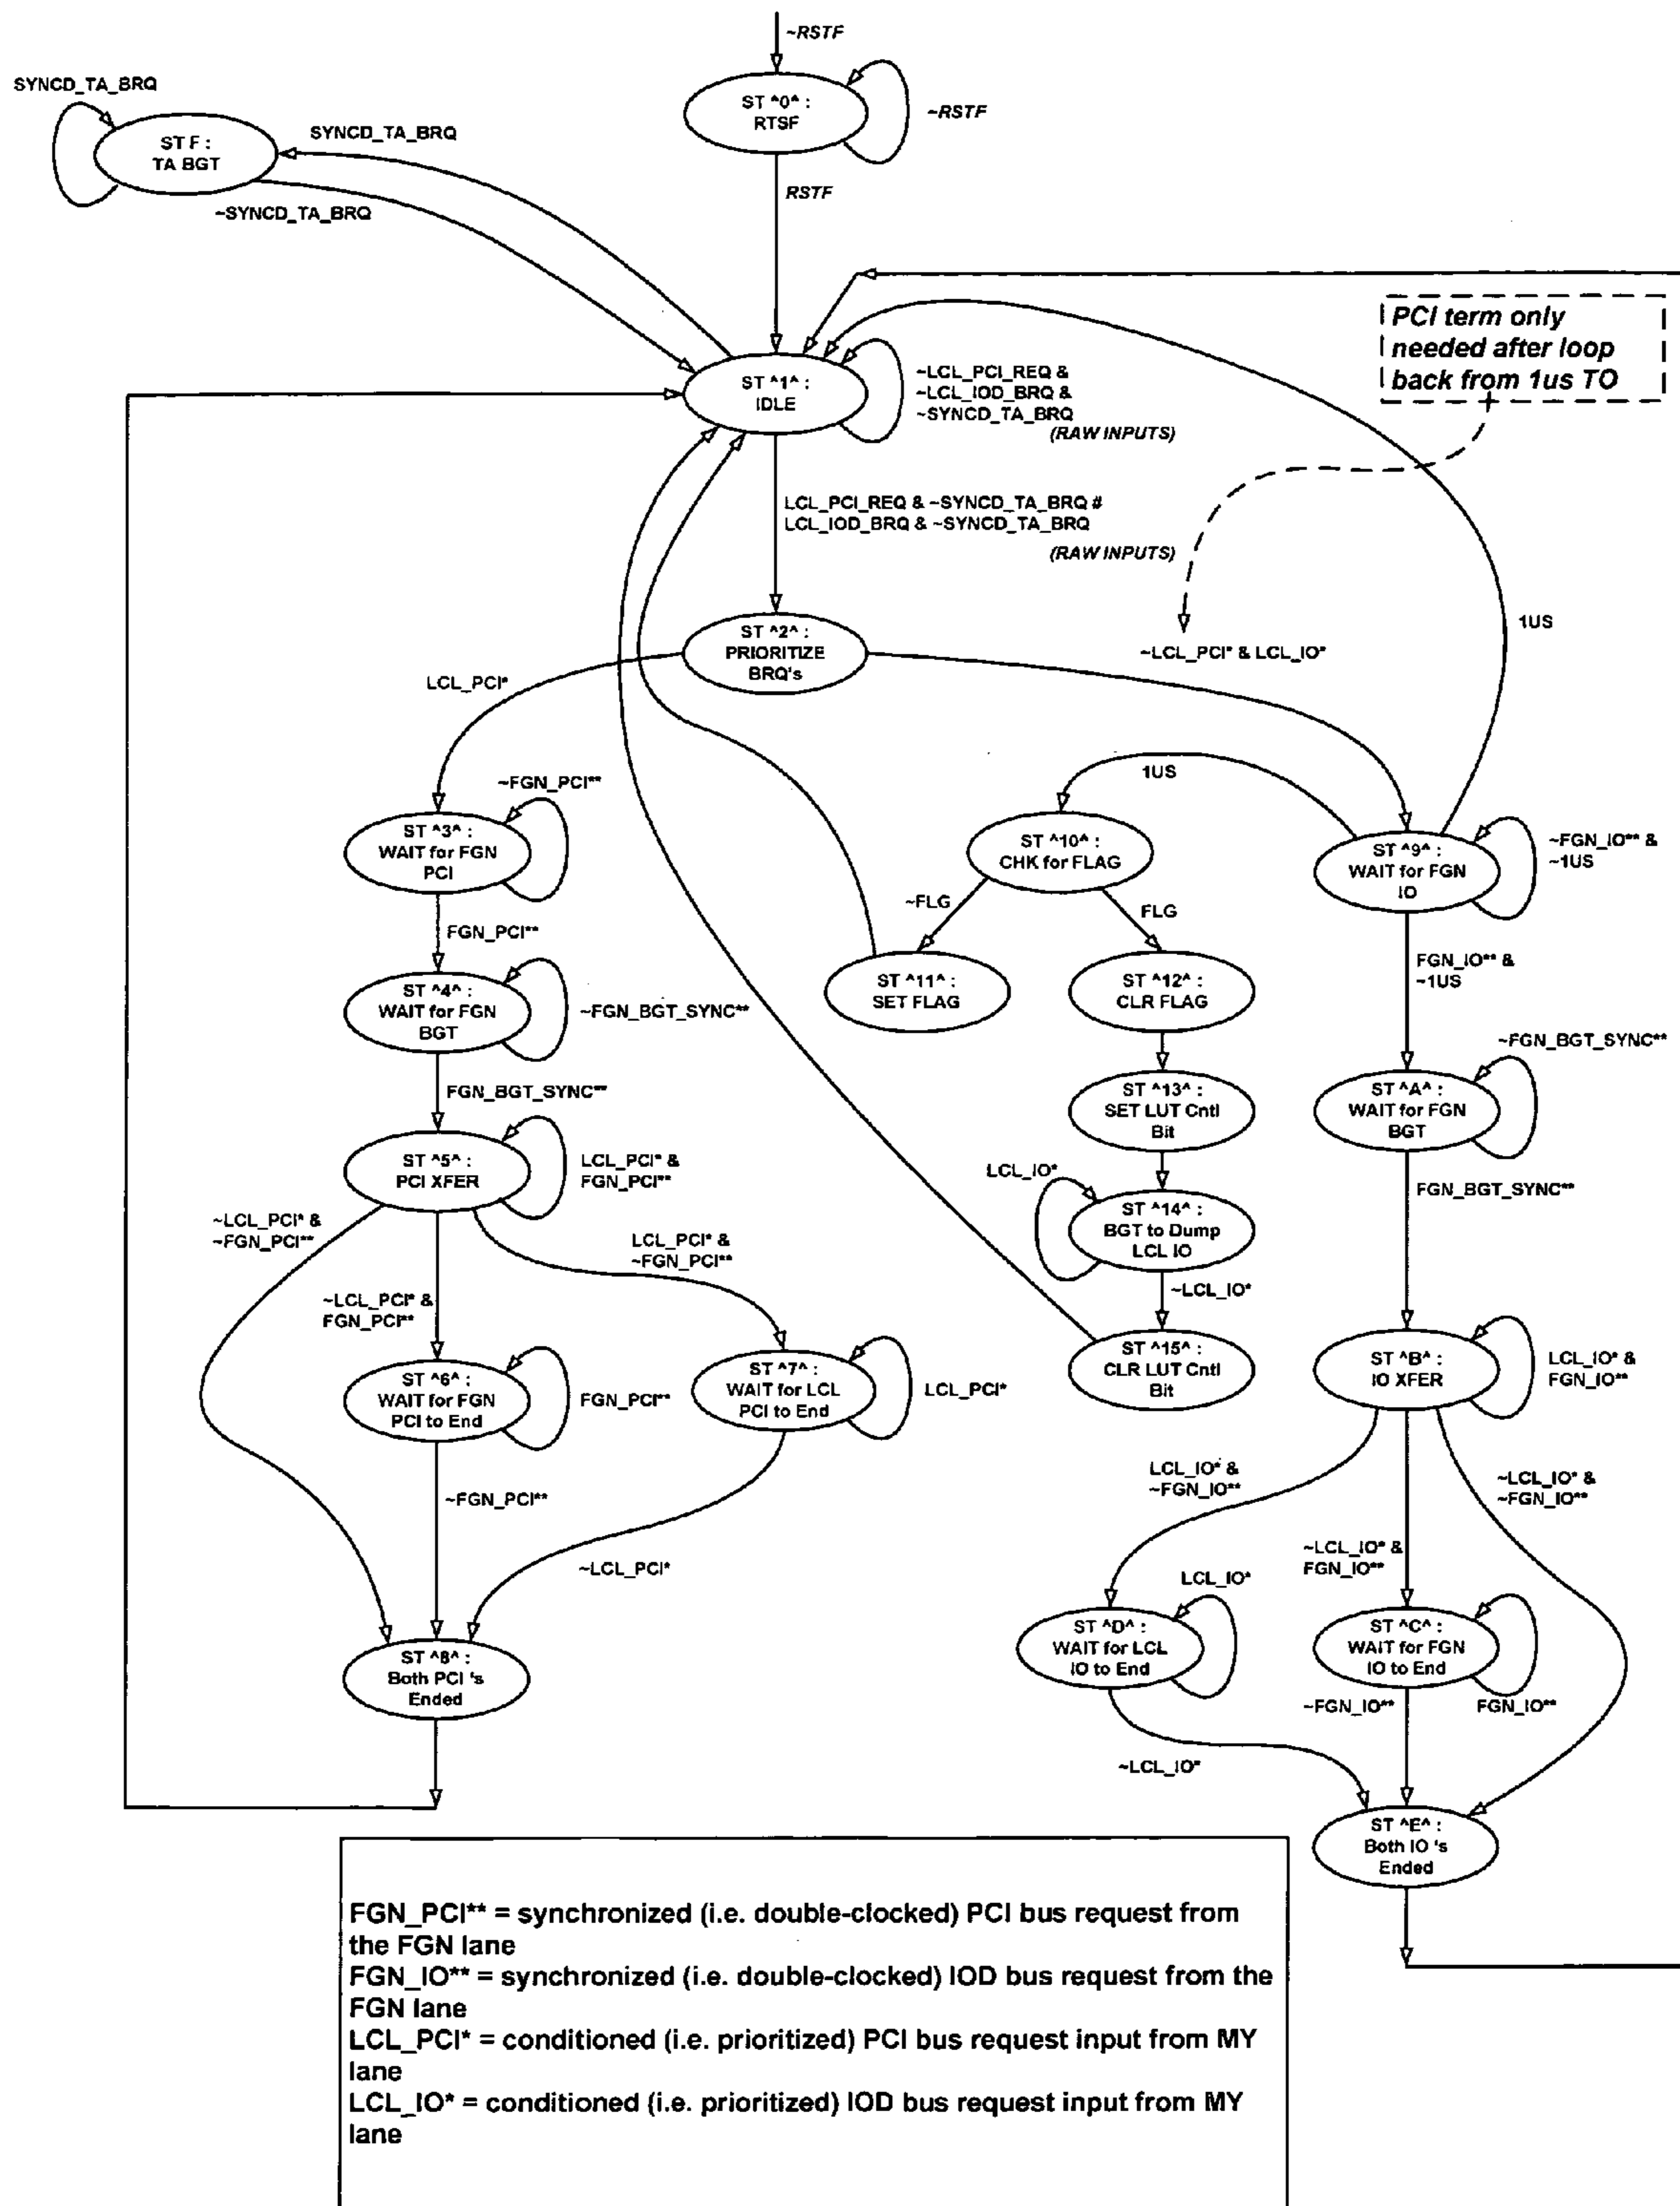 ~RSTF
ST ^0^ :
RTSF
~RSTF
SYNCD_TA_BRQ
ST F :
TA BGT
SYNCD_TA_BRQ
~SYNCD_TA_BRQ
RSTF
PCI term only
needed after loop
back from 1us TO
ST ^1^ :
IDLE
~LCL_PCI_REQ &
~LCL_IOD_BRQ &
~SYNCD_TA_BRQ
(RAW INPUTS)
LCL_PCI_REQ & ~SYNCD_TA_BRQ #
LCL_IOD_BRQ & ~SYNCD_TA_BRQ
(RAW INPUTS)
1US
ST ^2^ :
PRIORITIZE
BRQ's
~LCL_PCI* & LCL_IO*
LCL_PCI*
~FGN_PCI**
ST ^3^ :
WAIT for FGN
PCI
1US
ST ^10^ :
CHK for FLAG
ST ^9^ :
WAIT for FGN
IO
~FGN_IO** &
~1US
~FLG
FLG
FGN_PCI**
ST ^4^ :
WAIT for FGN
BGT
~FGN_BGT_SYNC**
ST ^11^ :
SET FLAG
ST ^12^ :
CLR FLAG
FGN_IO** &
~1US
~FGN_BGT_SYNC**
FGN_BGT_SYNC**
ST ^13^ :
SET LUT Cntl
Bit
ST ^A^ :
WAIT for FGN
BGT
ST ^5^ :
PCI XFER
LCL_PCI* &
FGN_PCI**
LCL_IO*
ST ^14^ :
BGT to Dump
LCL IO
FGN_BGT_SYNC**
~LCL_PCI* &
~FGN_PCI**
LCL_PCI* &
~FGN_PCI**
~LCL_PCI* &
FGN_PCI**
~LCL_IO*
ST ^6^ :
WAIT for FGN
PCI to End
FGN_PCI**
ST ^7^ :
WAIT for LCL
PCI to End
LCL_PCI*
ST ^15^ :
CLR LUT Cntl
Bit
ST ^B^ :
IO XFER
LCL_IO* &
FGN_IO**
~FGN_PCI**
LCL_IO* &
~FGN_IO**
~LCL_IO* &
~FGN_IO**
~LCL_IO* &
FGN_IO**
~LCL_PCI*
LCL_IO*
ST ^8^ :
Both PCI 's
Ended
ST ^D^ :
WAIT for LCL
IO to End
ST ^C^ :
WAIT for FGN
IO to End
~FGN_IO**
FGN_IO**
~LCL_IO*
ST ^E^ :
Both IO 's
Ended
FGN_PCI** = synchronized (i.e. double-clocked) PCI bus request from
the FGN lane
FGN_IO** = synchronized (i.e. double-clocked) IOD bus request from the
FGN lane
LCL_PCI* = conditioned (i.e. prioritized) PCI bus request input from MY
lane
LCL_IO* = conditioned (i.e. prioritized) IOD bus request input from MY
lane